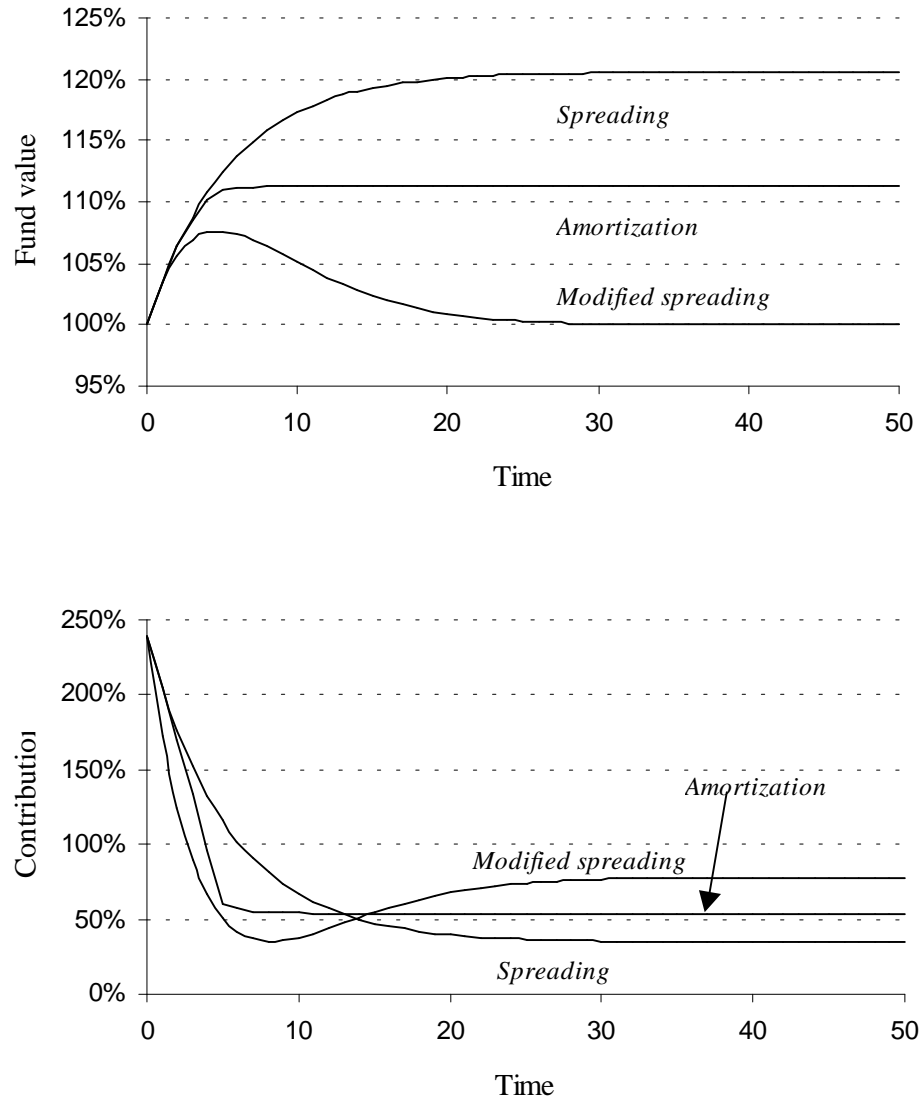 125%
120%
Spreading
115%
Fund value
110%
Amortization
105%
Modified spreading
100%
95%
0 10 20 30 40 50
Time
250%
200%
150%
Amortization
Contribution
100%
Modified spreading
50%
Spreading
0%
0 10 20 30 40 50
Time